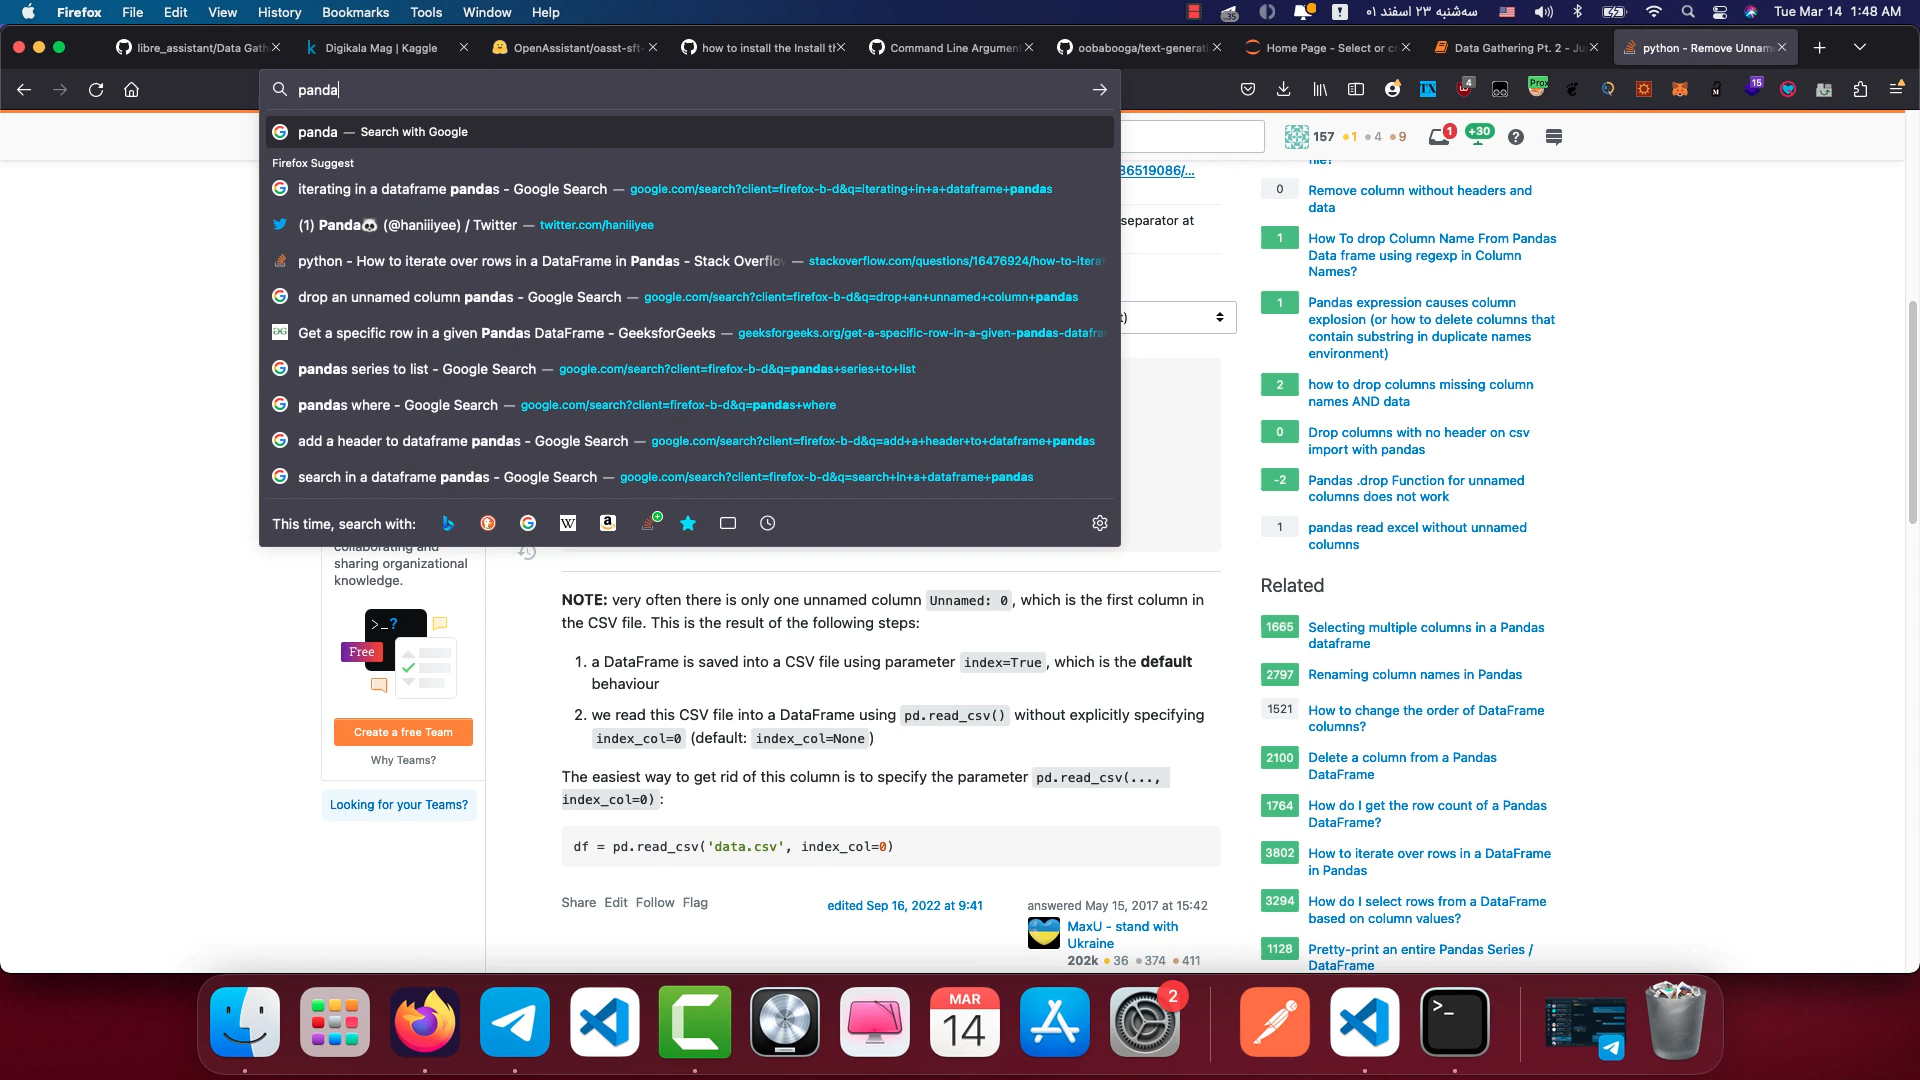 Firefox File Edit View History Bookmarks Tools Window Help
سه‌شنبه ۲۳ اسفند ۰۱
Tue Mar 14 1:48 AM
libre_assistant/Data Gath
Digikala Mag | Kaggle
OpenAssistant/oasst-sft-
how to install the Install th
Command Line Argumen
oobabooga/text-generati
Home Page - Select or cr
Data Gathering Pt. 2 - Ju
python - Remove Unnam
panda
4
Prox
15
panda — Search with Google
157 1 4 9 1 +30
Firefox Suggest
iterating in a dataframe pandas - Google Search — google.com/search?client=firefox-b-d&q=iterating+in+a+dataframe+pandas
(1) Panda🐼 (@haniiiyee) / Twitter — twitter.com/haniiiyee
python - How to iterate over rows in a DataFrame in Pandas - Stack Overflo — stackoverflow.com/questions/16476924/how-to-iterat
drop an unnamed column pandas - Google Search — google.com/search?client=firefox-b-d&q=drop+an+unnamed+column+pandas
Get a specific row in a given Pandas DataFrame - GeeksforGeeks — geeksforgeeks.org/get-a-specific-row-in-a-given-pandas-datafra
pandas series to list - Google Search — google.com/search?client=firefox-b-d&q=pandas+series+to+list
pandas where - Google Search — google.com/search?client=firefox-b-d&q=pandas+where
add a header to dataframe pandas - Google Search — google.com/search?client=firefox-b-d&q=add+a+header+to+dataframe+pandas
search in a dataframe pandas - Google Search — google.com/search?client=firefox-b-d&q=search+in+a+dataframe+pandas
This time, search with:
36519086/...
separator at
t)
sharing organizational
knowledge.
>_?
Free
Create a free Team
Why Teams?
Looking for your Teams?
NOTE: very often there is only one unnamed column Unnamed: 0, which is the first column in
the CSV file. This is the result of the following steps:
1. a DataFrame is saved into a CSV file using parameter index=True, which is the default
behaviour
2. we read this CSV file into a DataFrame using pd.read_csv() without explicitly specifying
index_col=0 (default: index_col=None)
The easiest way to get rid of this column is to specify the parameter pd.read_csv(...,
index_col=0):
df = pd.read_csv('data.csv', index_col=0)
Share Edit Follow Flag
edited Sep 16, 2022 at 9:41
answered May 15, 2017 at 15:42
MaxU - stand with
Ukraine
202k 36 374 411
file?
0 Remove column without headers and
data
1 How To drop Column Name From Pandas
Data frame using regexp in Column
Names?
1 Pandas expression causes column
explosion (or how to delete columns that
contain substring in duplicate names
environment)
2 how to drop columns missing column
names AND data
0 Drop columns with no header on csv
import with pandas
-2 Pandas .drop Function for unnamed
columns does not work
1 pandas read excel without unnamed
columns
Related
1665 Selecting multiple columns in a Pandas
dataframe
2797 Renaming column names in Pandas
1521 How to change the order of DataFrame
columns?
2100 Delete a column from a Pandas
DataFrame
1764 How do I get the row count of a Pandas
DataFrame?
3802 How to iterate over rows in a DataFrame
in Pandas
3294 How do I select rows from a DataFrame
based on column values?
1128 Pretty-print an entire Pandas Series /
DataFrame
MAR
14
2
>_